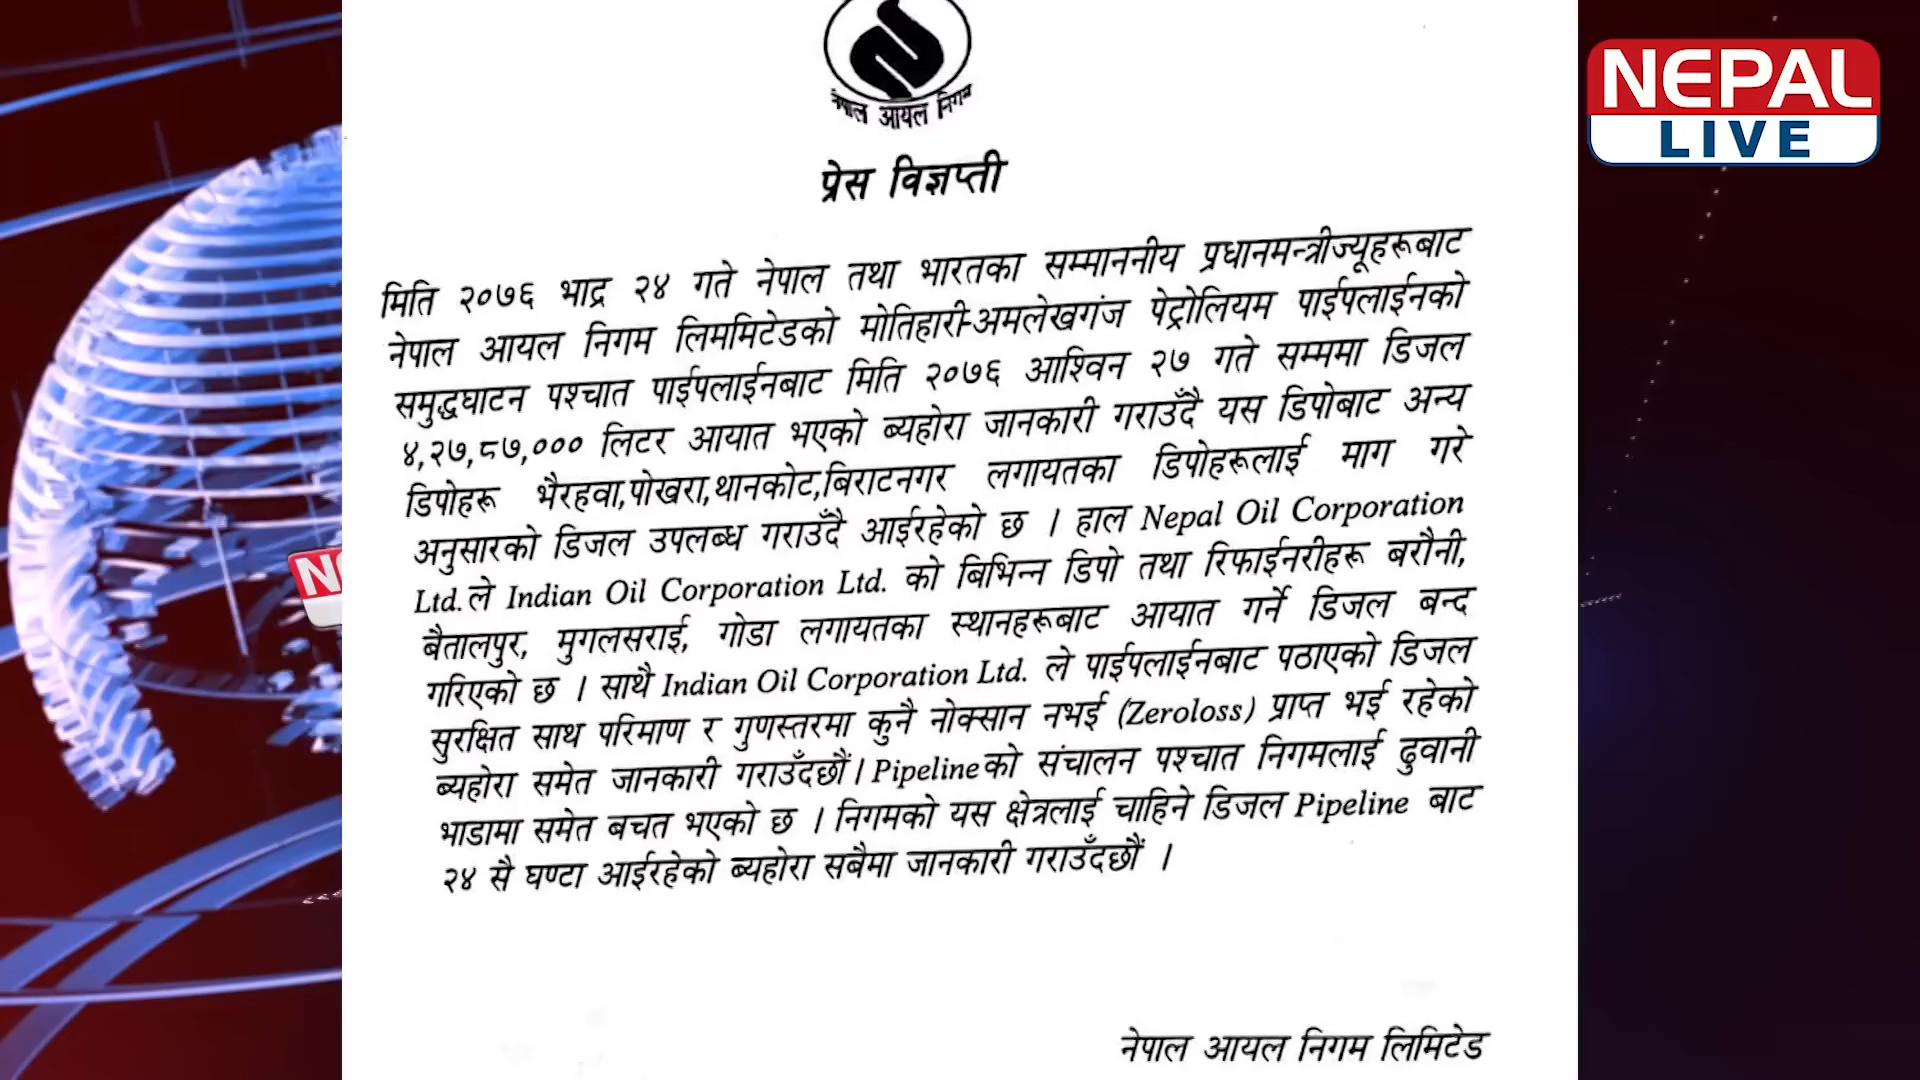 नेपाल आयल निगम
NEPAL
LIVE
प्रेस विज्ञप्ती
मिति २०७६ भाद्र २४ गते नेपाल तथा भारतका सम्माननीय प्रधानमन्त्रीज्यूहरूबाट
नेपाल आयल निगम लिममिटेडको मोतिहारी-अमलेखगंज पेट्रोलियम पाईपलाईनको
समुद्धघाटन पश्चात पाईपलाईनबाट मिति २०७६ आश्विन २७ गते सम्ममा डिजल
४,२७,८७,००० लिटर आयात भएको ब्यहोरा जानकारी गराउँदै यस डिपोबाट अन्य
डिपोहरू भैरहवा,पोखरा,थानकोट,बिराटनगर लगायतका डिपोहरूलाई माग गरे
अनुसारको डिजल उपलब्ध गराउँदै आईरहेको छ । हाल Nepal Oil Corporation
Ltd. ले Indian Oil Corporation Ltd. को बिभिन्न डिपो तथा रिफाईनरीहरू बरौनी,
बैतालपुर, मुगलसराई, गोडा लगायतका स्थानहरूबाट आयात गर्ने डिजल बन्द
गरिएको छ । साथै Indian Oil Corporation Ltd. ले पाईपलाईनबाट पठाएको डिजल
सुरक्षित साथ परिमाण र गुणस्तरमा कुनै नोक्सान नभई (Zeroloss) प्राप्त भई रहेको
ब्यहोरा समेत जानकारी गराउँदछौं । Pipeline को संचालन पश्चात निगमलाई ढुवानी
भाडामा समेत बचत भएको छ । निगमको यस क्षेत्रलाई चाहिने डिजल Pipeline बाट
२४ सै घण्टा आईरहेको ब्यहोरा सबैमा जानकारी गराउँदछौं ।
नेपाल आयल निगम लिमिटेड